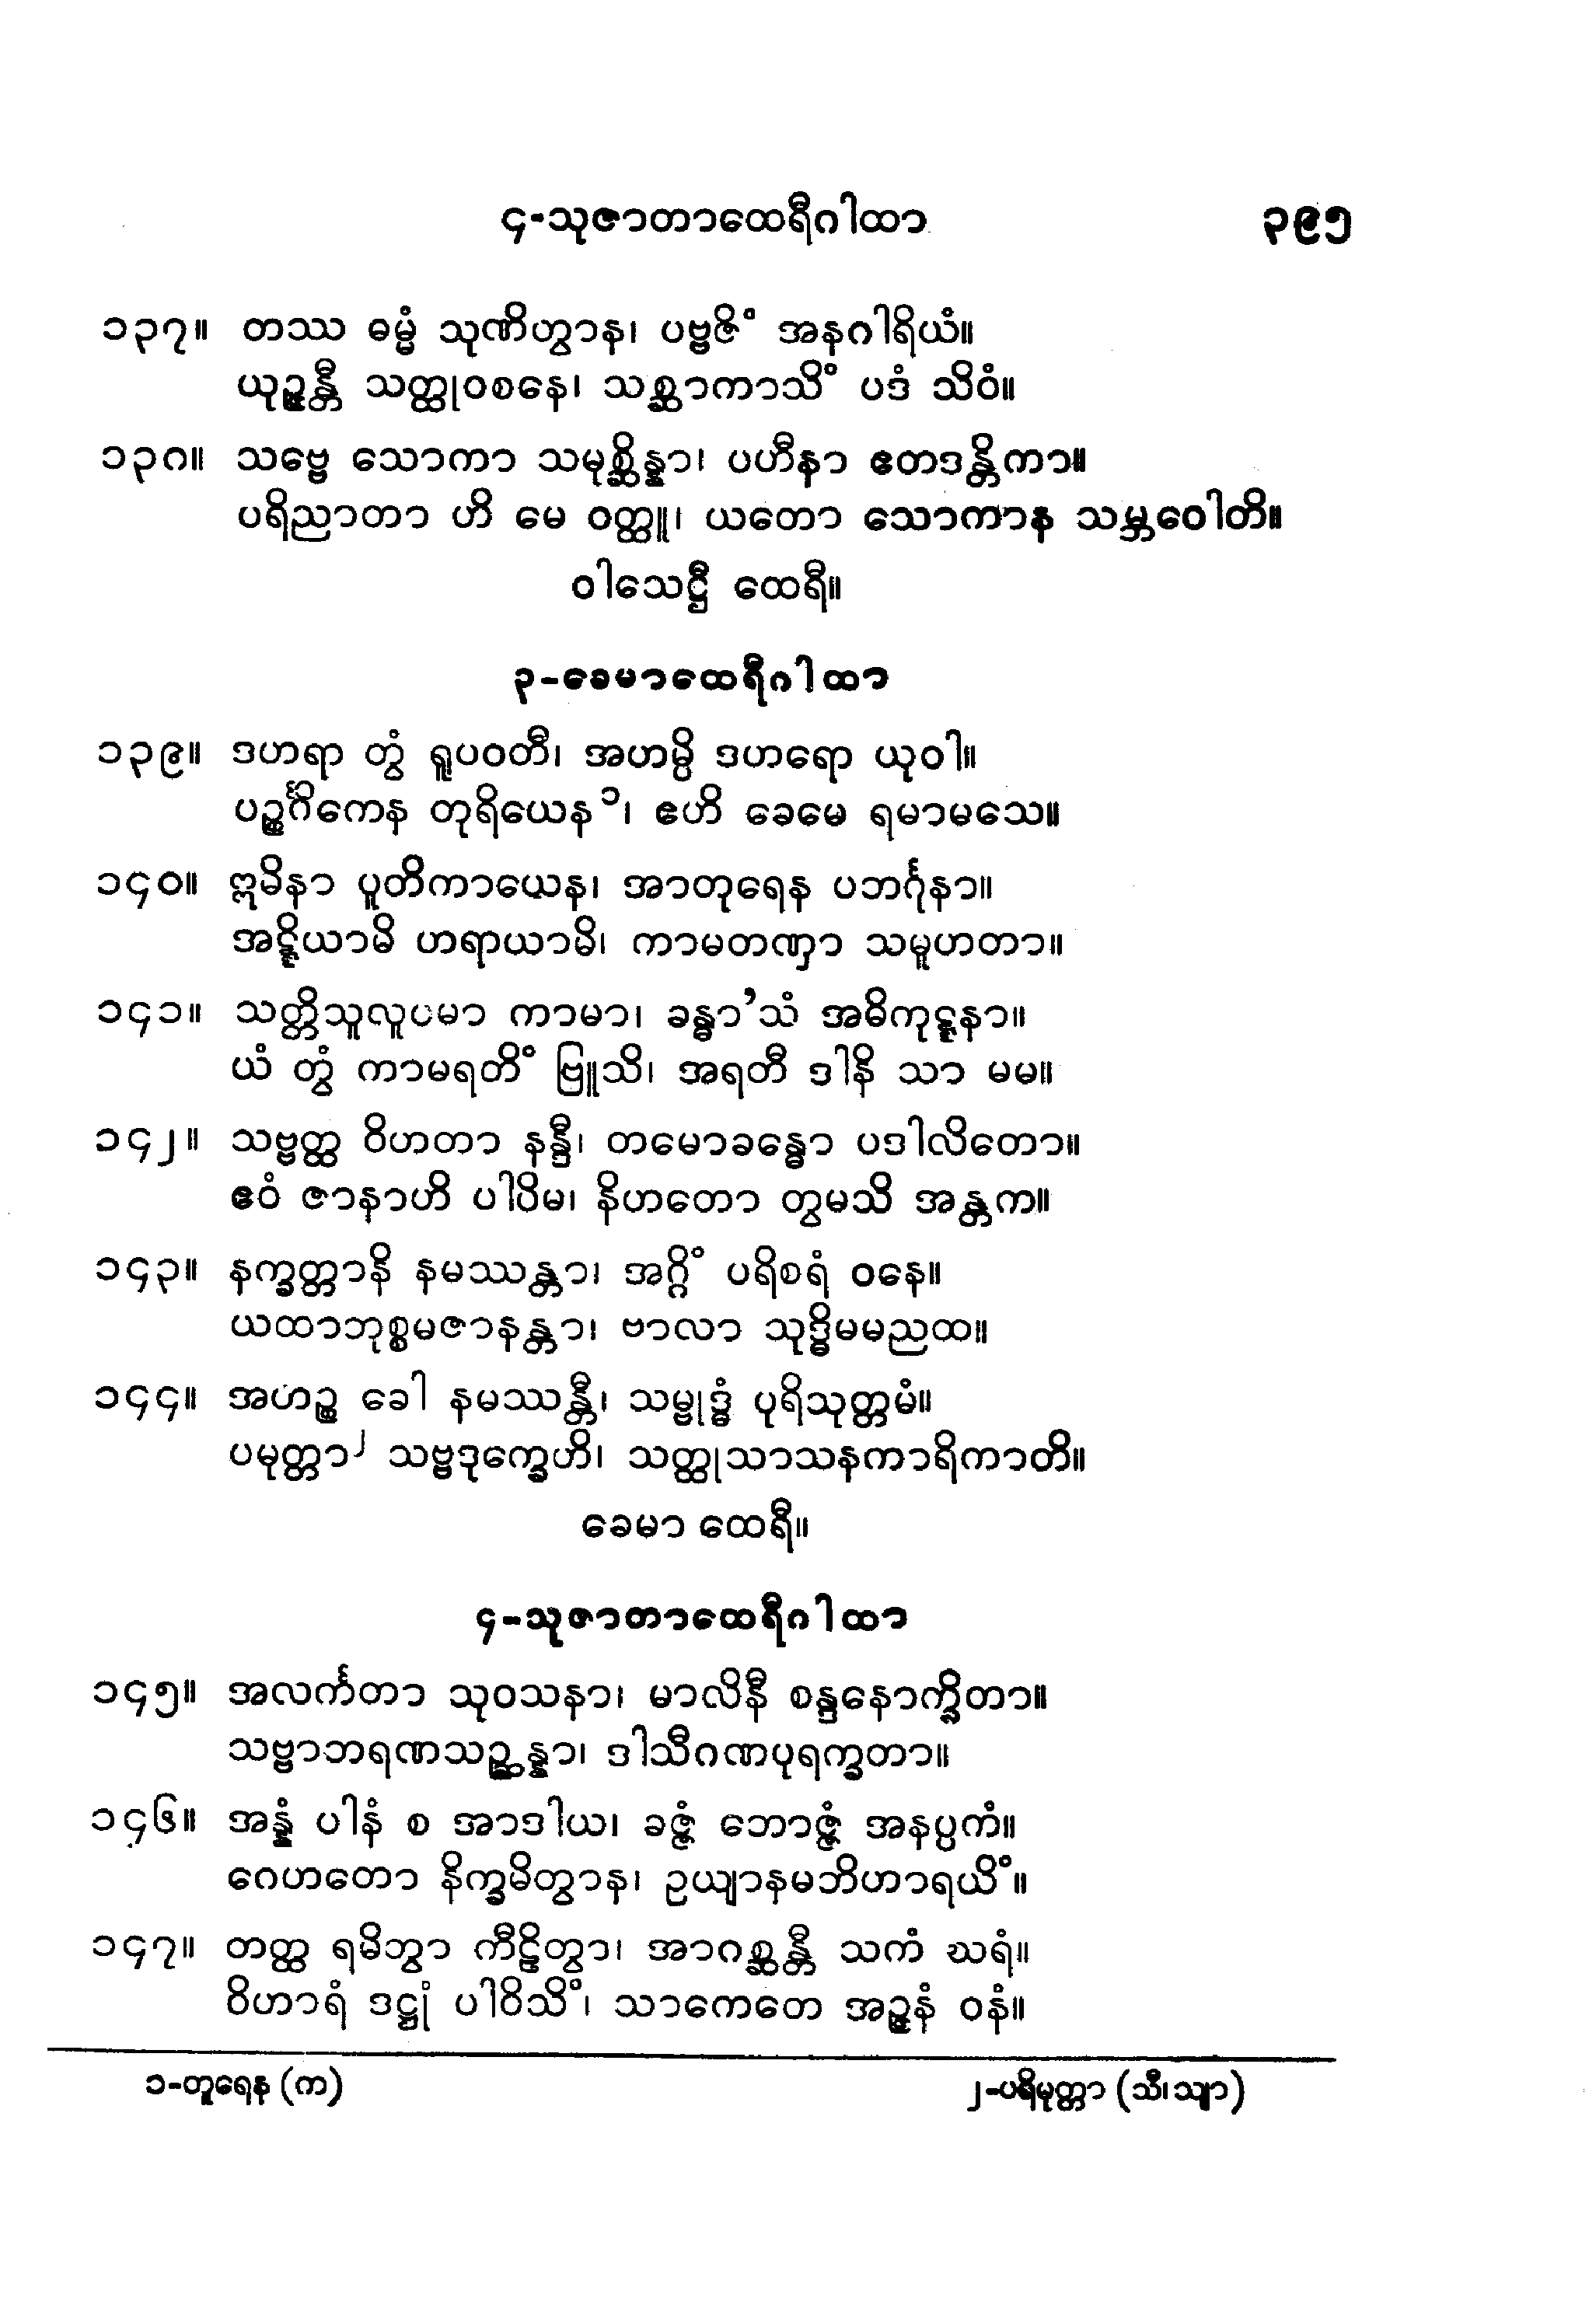 ၄-သုဇာတာထေရီဂါထာ ၃၉၅
၁၃၇။ တဿ ဓမ္မံ သုဏိတွာန၊ ပဗ္ဗဇိံ အနဂါရိယံ။
ယုဉ္ဇန္တီ သတ္ထုဝစနေ၊ သစ္ဆာကာသိံ ပဒံ သိဝံ။
၁၃၈။ သဗ္ဗေ သောကာ သမုစ္ဆိန္နာ၊ ပဟီနာ ဧတဒန္တိကာ။
ပရိညာတာ ဟိ မေ ဝတ္ထူ၊ ယတော သောကာန သမ္ဘဝေါတိ။
ဝါသေဋ္ဌီ ထေရီ။
၃-ခေမာထေရီဂါထာ
၁၃၉။ ဒဟရာ တွံ ရူပဝတီ၊ အဟမ္ပိ ဒဟရော ယုဝါ။
ပဉ္စင်္ဂိကေန တုရိယေန ၁၊ ဧဟိ ခေမေ ရမာမသေ။
၁၄၀။ ဣမိနာ ပူတိကာယေန၊ အာတုရေန ပဘင်္ဂုနာ။
အဋ္ဋိယာမိ ဟရာယာမိ၊ ကာမတဏှာ သမူဟတာ။
၁၄၁။ သတ္တိသူလူပမာ ကာမာ၊ ခန္ဓာ’သံ အဓိကုဋ္ဋနာ။
ယံ တွံ ကာမရတိံ ဗြူသိ၊ အရတီ ဒါနိ သာ မမ။
၁၄၂။ သဗ္ဗတ္ထ ဝိဟတာ နန္ဒီ၊ တမောခန္ဓော ပဒါလိတော။
ဧဝံ ဇာနာဟိ ပါပိမ၊ နိဟတော တွမသိ အန္တက။
၁၄၃။ နက္ခတ္တာနိ နမဿန္တာ၊ အဂ္ဂိံ ပရိစရံ ဝနေ။
ယထာဘုစ္စမဇာနန္တာ၊ ဗာလာ သုဒ္ဓိမမညထ။
၁၄၄။ အဟဉ္စ ခေါ နမဿန္တီ၊ သမ္ဗုဒ္ဓံ ပုရိသုတ္တမံ။
ပမုတ္တာ ၂ သဗ္ဗဒုက္ခေဟိ၊ သတ္ထုသာသနကာရိကာတိ။
ခေမာ ထေရီ။
၄-သုဇာတာထေရီဂါထာ
၁၄၅။ အလင်္ကတာ သုဝသနာ၊ မာလိနီ စန္ဒနောက္ခိတာ။
သဗ္ဗာဘရဏသဉ္ဆန္နာ၊ ဒါသီဂဏပုရက္ခတာ။
၁၄၆။ အန္နံ ပါနံ စ အာဒါယ၊ ခဇ္ဇံ ဘောဇ္ဇံ အနပ္ပကံ။
ဂေဟတော နိက္ခမိတွာန၊ ဥယျာနမဘိဟာရယိံ။
၁၄၇။ တတ္ထ ရမိတွာ ကီဠိတွာ၊ အာဂစ္ဆန္တီ သကံ ဃရံ။
ဝိဟာရံ ဒဋ္ဌုံ ပါဝိသိံ၊ သာကေတေ အဉ္ဇနံ ဝနံ။
၁-တူရေန (က) ၂-ပရိမုတ္တာ (သီ၊သျာ)